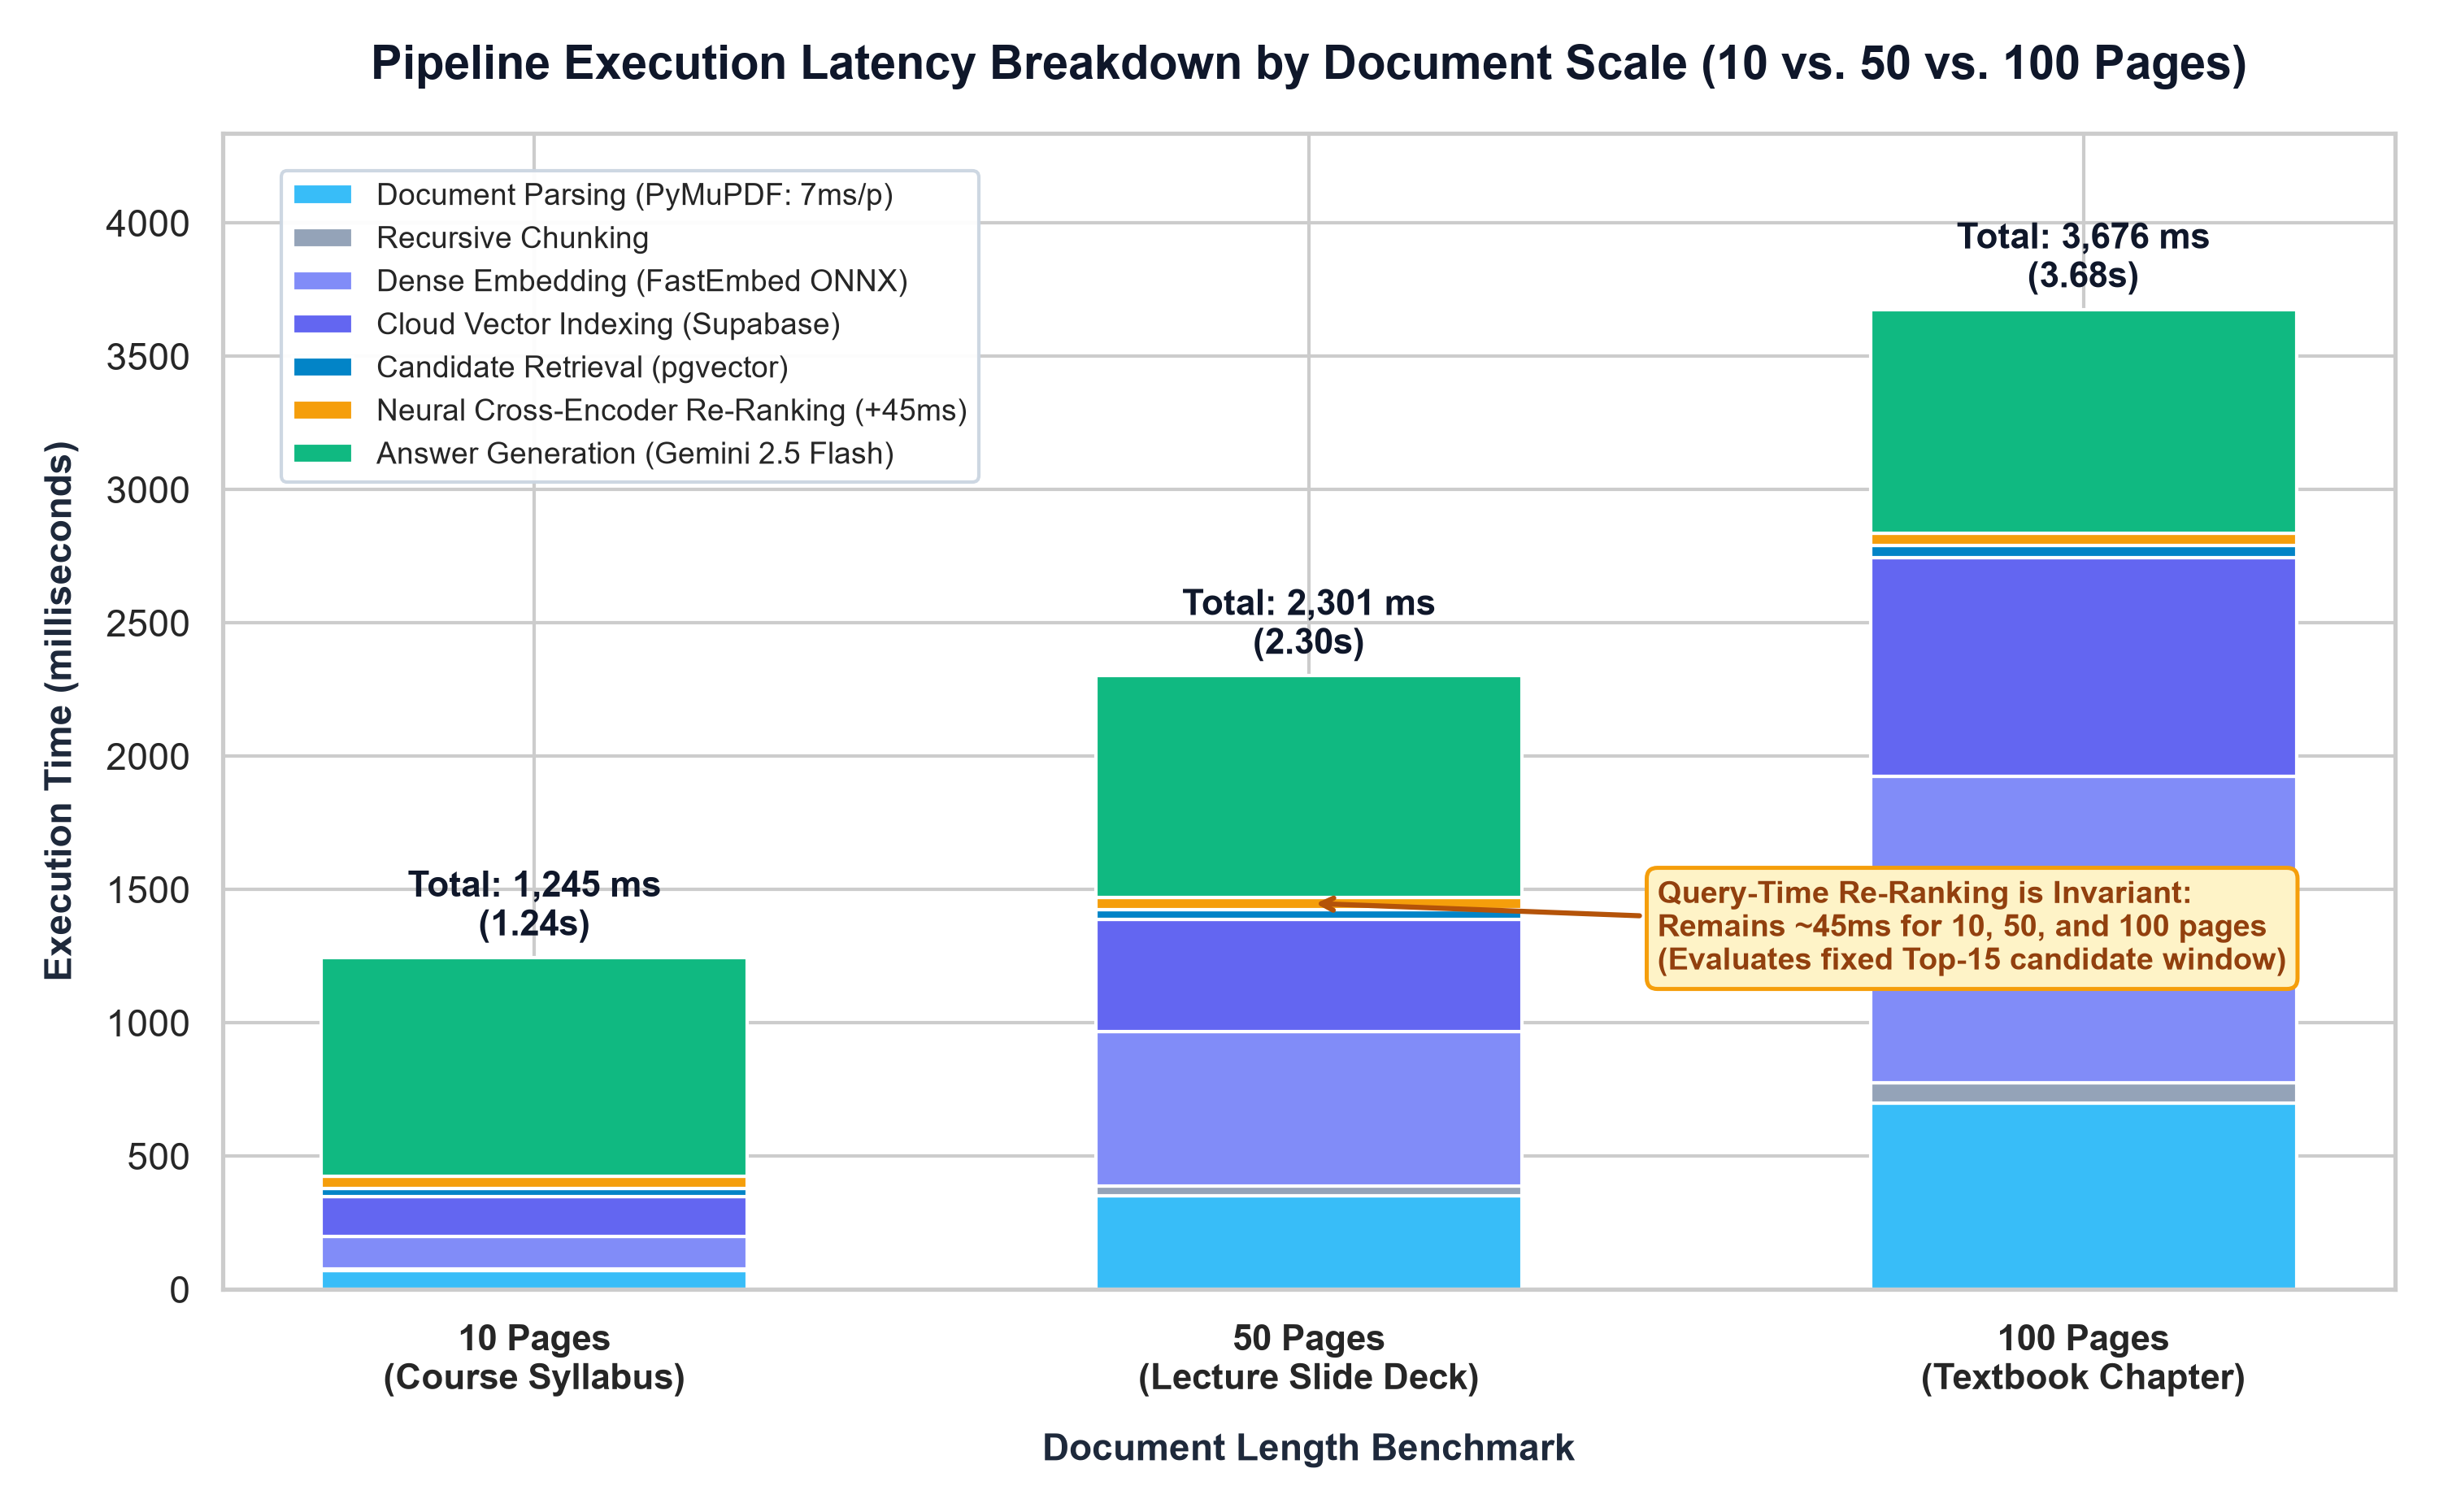 Pipeline Execution Latency Breakdown by Document Scale (10 vs. 50 vs. 100 Pages)
Document Parsing (PyMuPDF: 7ms/p)
Recursive Chunking
Dense Embedding (FastEmbed ONNX)
Cloud Vector Indexing (Supabase)
Candidate Retrieval (pgvector)
Neural Cross-Encoder Re-Ranking (+45ms)
Answer Generation (Gemini 2.5 Flash)
Execution Time (milliseconds)
4000
3500
3000
2500
2000
1500
1000
500
0
Total: 1,245 ms
(1.24s)
Total: 2,301 ms
(2.30s)
Total: 3,676 ms
(3.68s)
Query-Time Re-Ranking is Invariant:
Remains ~45ms for 10, 50, and 100 pages
(Evaluates fixed Top-15 candidate window)
10 Pages
(Course Syllabus)
50 Pages
(Lecture Slide Deck)
100 Pages
(Textbook Chapter)
Document Length Benchmark